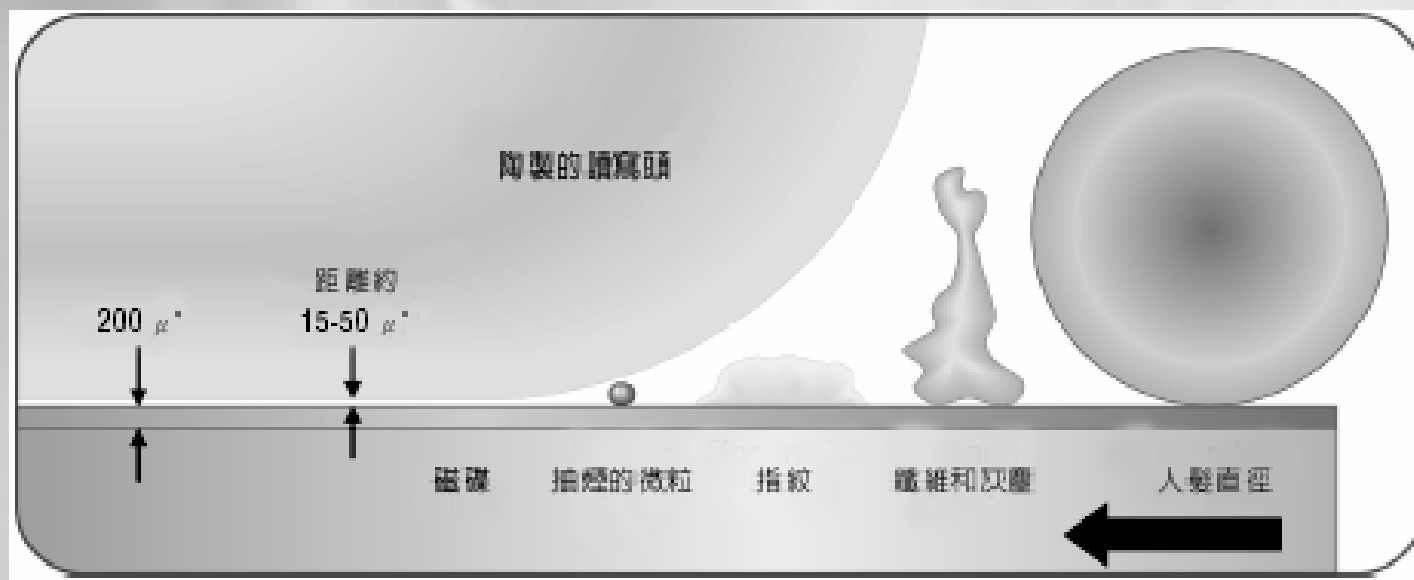 陶製的讀寫頭
距離約
200 μ"
15-50 μ"
磁碟
抽煙的微粒
指紋
纖維和灰塵
人髮直徑